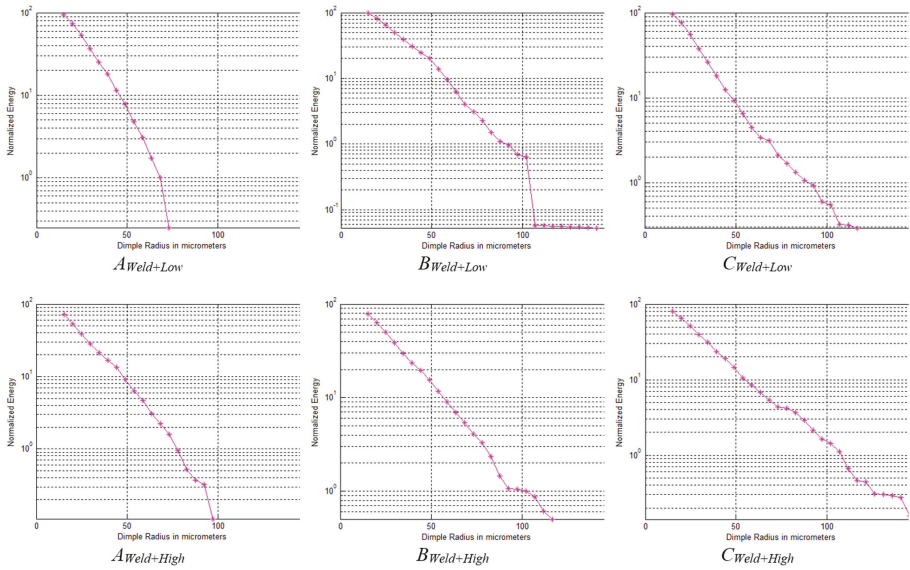 10^2
10^1
10^0
Normalized Energy
0
50
100
Dimple Radius in micrometers
A_Weld+Low
10^2
10^1
10^0
10^-1
Normalized Energy
0
50
100
Dimple Radius in micrometers
B_Weld+Low
10^2
10^1
10^0
Normalized Energy
0
50
100
Dimple Radius in micrometers
C_Weld+Low
10^2
10^1
10^0
Normalized Energy
0
50
100
Dimple Radius in micrometers
A_Weld+High
10^2
10^1
10^0
Normalized Energy
0
50
100
Dimple Radius in micrometers
B_Weld+High
10^2
10^1
10^0
Normalized Energy
0
50
100
Dimple Radius in micrometers
C_Weld+High